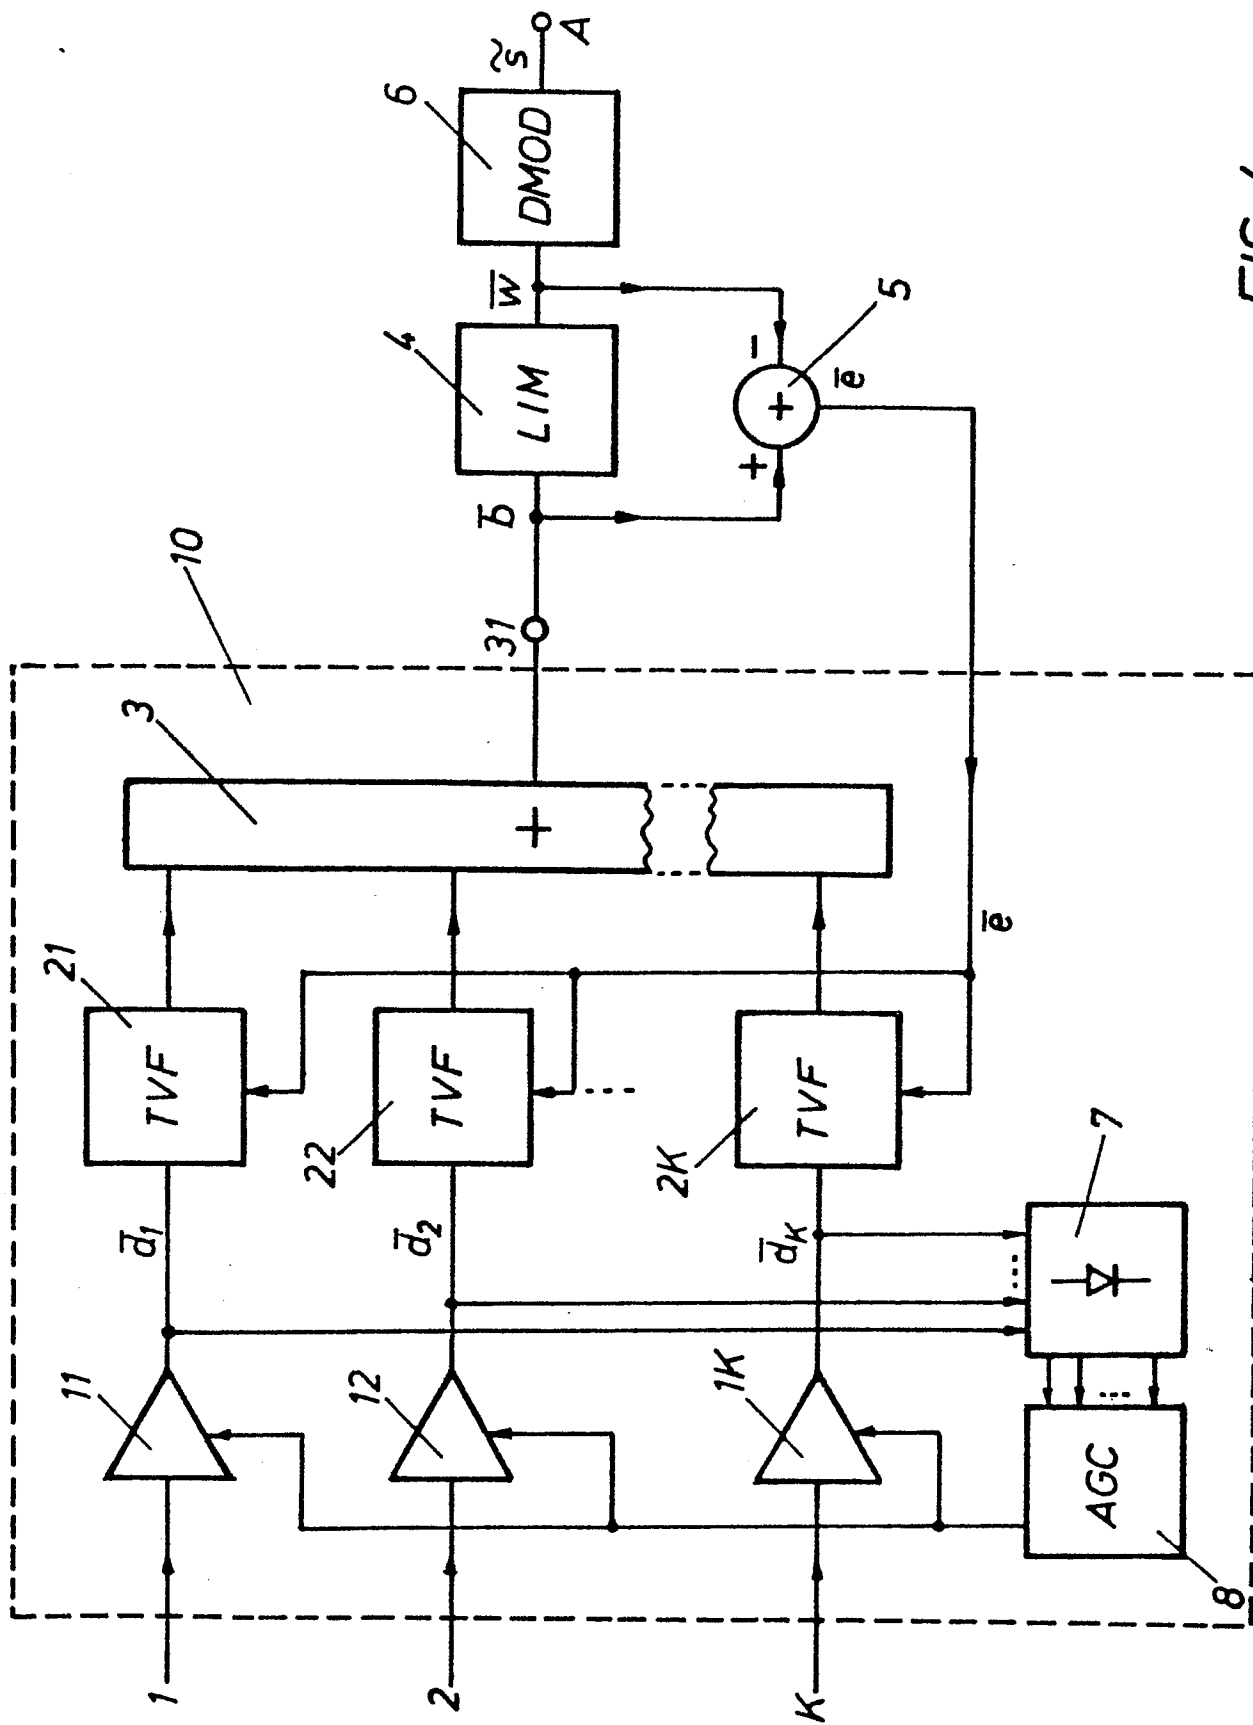 10
21
3
11
d̅1
TVF
22
12
d̅2
TVF
+
31
b̅
4
LIM
w̅
6
DMOD
s̃
A
+
-
+
5
e̅
2K
1K
d̅K
TVF
e̅
7
AGC
8
1
2
K